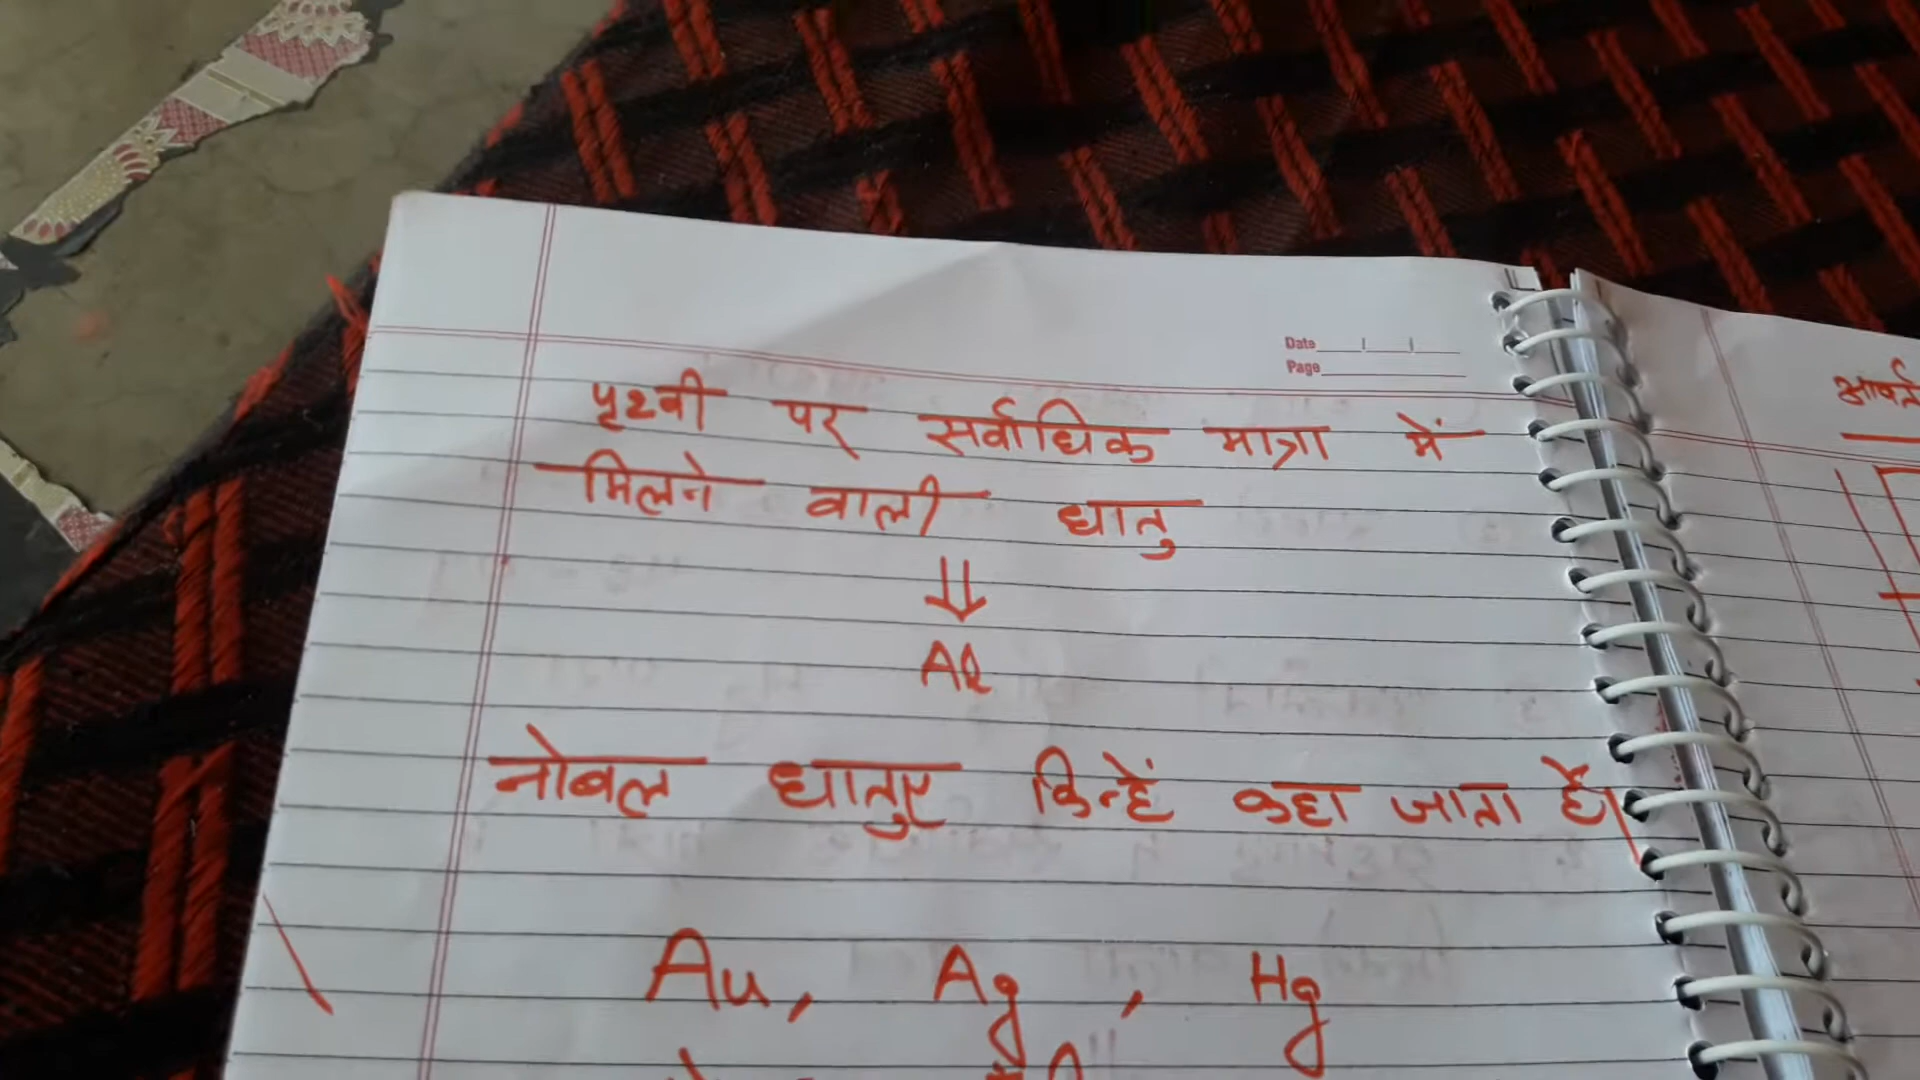 Date
Page
पृथ्वी पर सर्वाधिक मात्रा में
मिलने वाली धातु
⇓
Al
नोबल धातुए किन्हें कहा जाता है।
Au, Ag, Hg